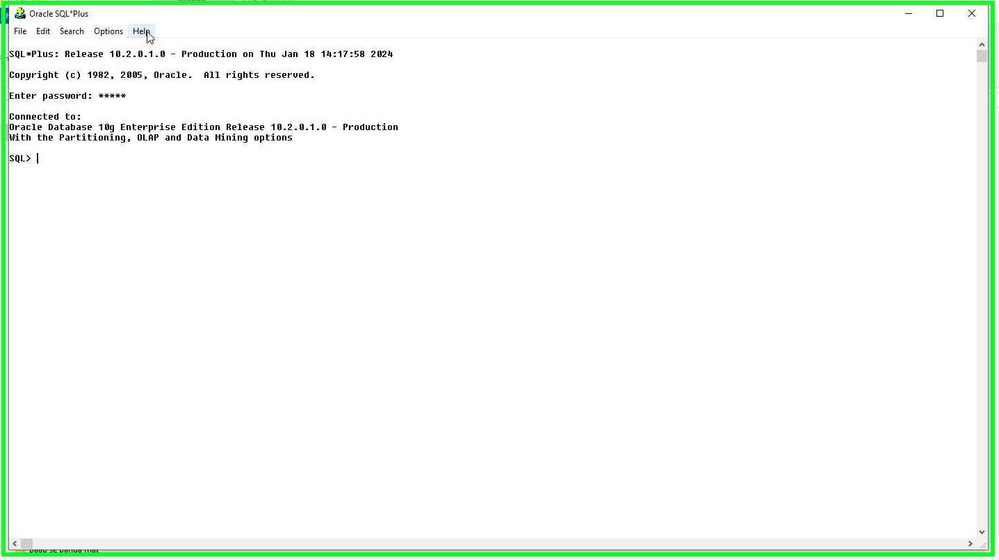 Oracle SQL*Plus
File Edit Search Options Help
SQL*Plus: Release 10.2.0.1.0 - Production on Thu Jan 18 14:17:58 2024
Copyright (c) 1982, 2005, Oracle.  All rights reserved.
Enter password: *****
Connected to:
Oracle Database 10g Enterprise Edition Release 10.2.0.1.0 - Production
With the Partitioning, OLAP and Data Mining options
SQL>